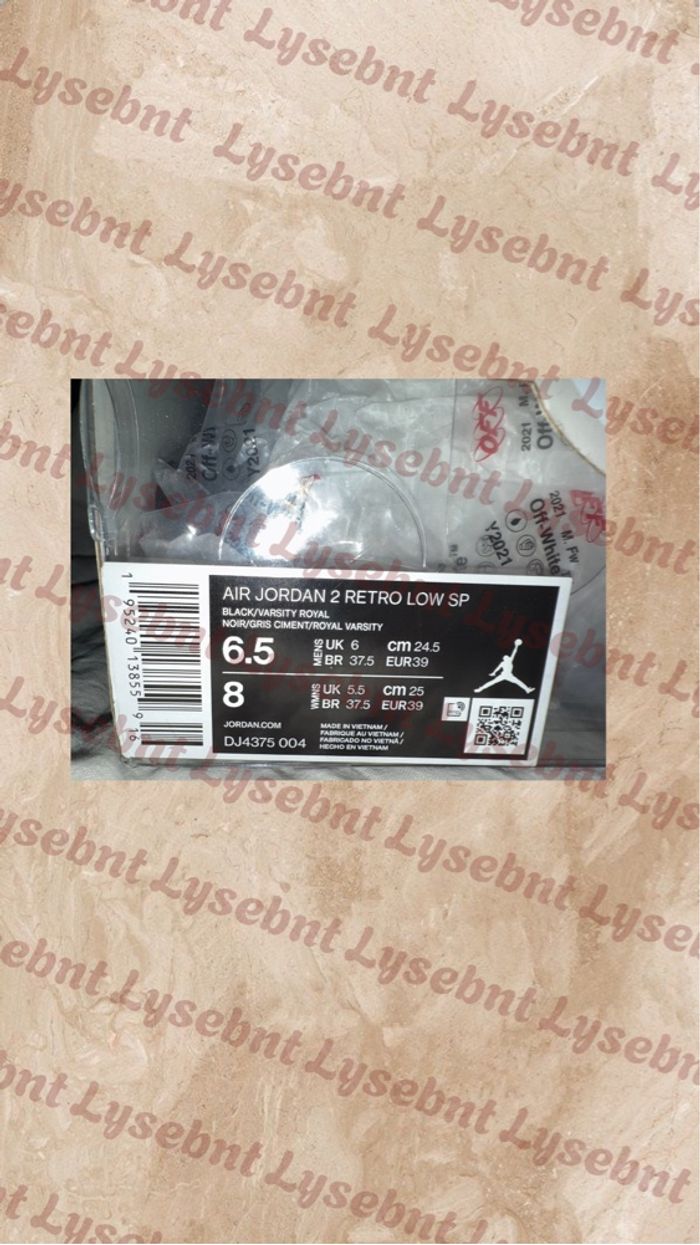 Lysebnt
Lysebnt
2021 M. Fw
Off-White
Y2021
OFF
AIR JORDAN 2 RETRO LOW SP
BLACK/VARSITY ROYAL
NOIR/GRIS CIMENT/ROYAL VARSITY
6.5 MENS UK 6 cm 24.5
BR 37.5 EUR39
8 WMNS UK 5.5 cm 25
BR 37.5 EUR39
JORDAN.COM
MADE IN VIETNAM /
FABRIQUE AU VIETNAM /
FABRICADO NO VIETNÃ /
HECHO EN VIETNAM
DJ4375 004
1 95240 13855 9 16